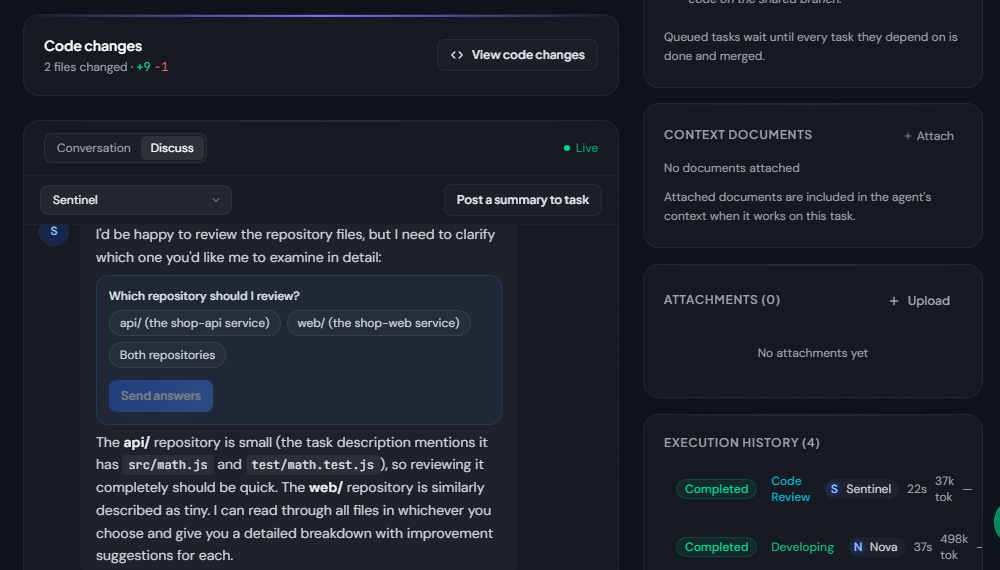 Code changes
2 files changed · +9 -1
<> View code changes
Conversation
Discuss
Live
Sentinel
Post a summary to task
S
I'd be happy to review the repository files, but I need to clarify
which one you'd like me to examine in detail:
Which repository should I review?
api/ (the shop-api service)
web/ (the shop-web service)
Both repositories
Send answers
The api/ repository is small (the task description mentions it
has src/math.js and test/math.test.js ), so reviewing it
completely should be quick. The web/ repository is similarly
described as tiny. I can read through all files in whichever you
choose and give you a detailed breakdown with improvement
suggestions for each.
code on the shared branch.
Queued tasks wait until every task they depend on is
done and merged.
CONTEXT DOCUMENTS
+ Attach
No documents attached
Attached documents are included in the agent's
context when it works on this task.
ATTACHMENTS (0)
+ Upload
No attachments yet
EXECUTION HISTORY (4)
Completed
Code
Review
S Sentinel
22s
37k
tok
—
Completed
Developing
N Nova
37s
498k
tok